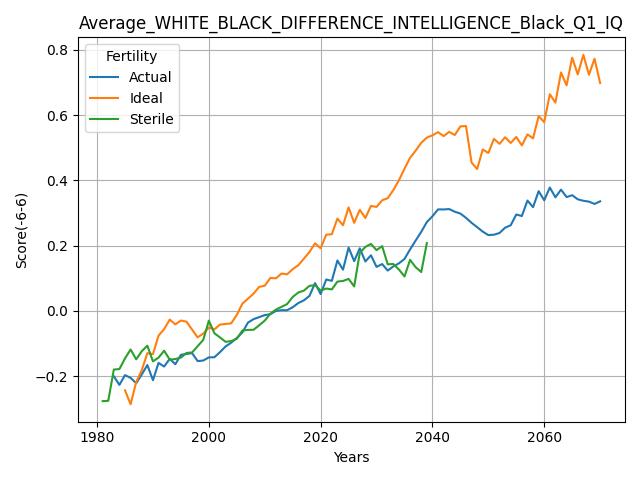 Average_WHITE_BLACK_DIFFERENCE_INTELLIGENCE_Black_Q1_IQ
Fertility
Actual
Ideal
Sterile
Score(-6-6)
0.8
0.6
0.4
0.2
0.0
−0.2
1980
2000
2020
2040
2060
Years